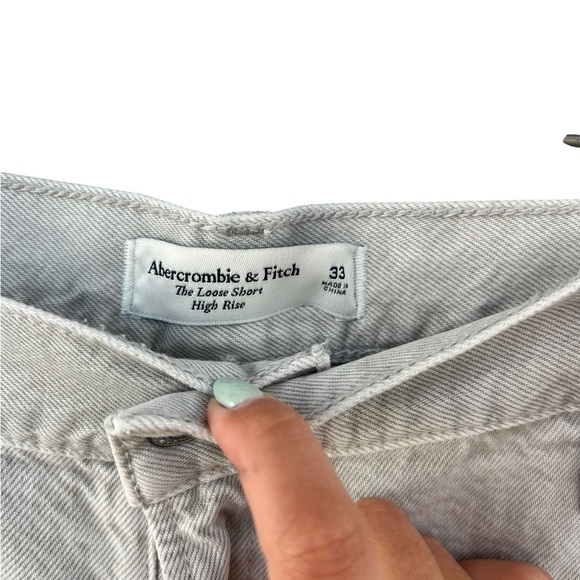 Abercrombie & Fitch
The Loose Short
High Rise
33
MADE IN
CHINA